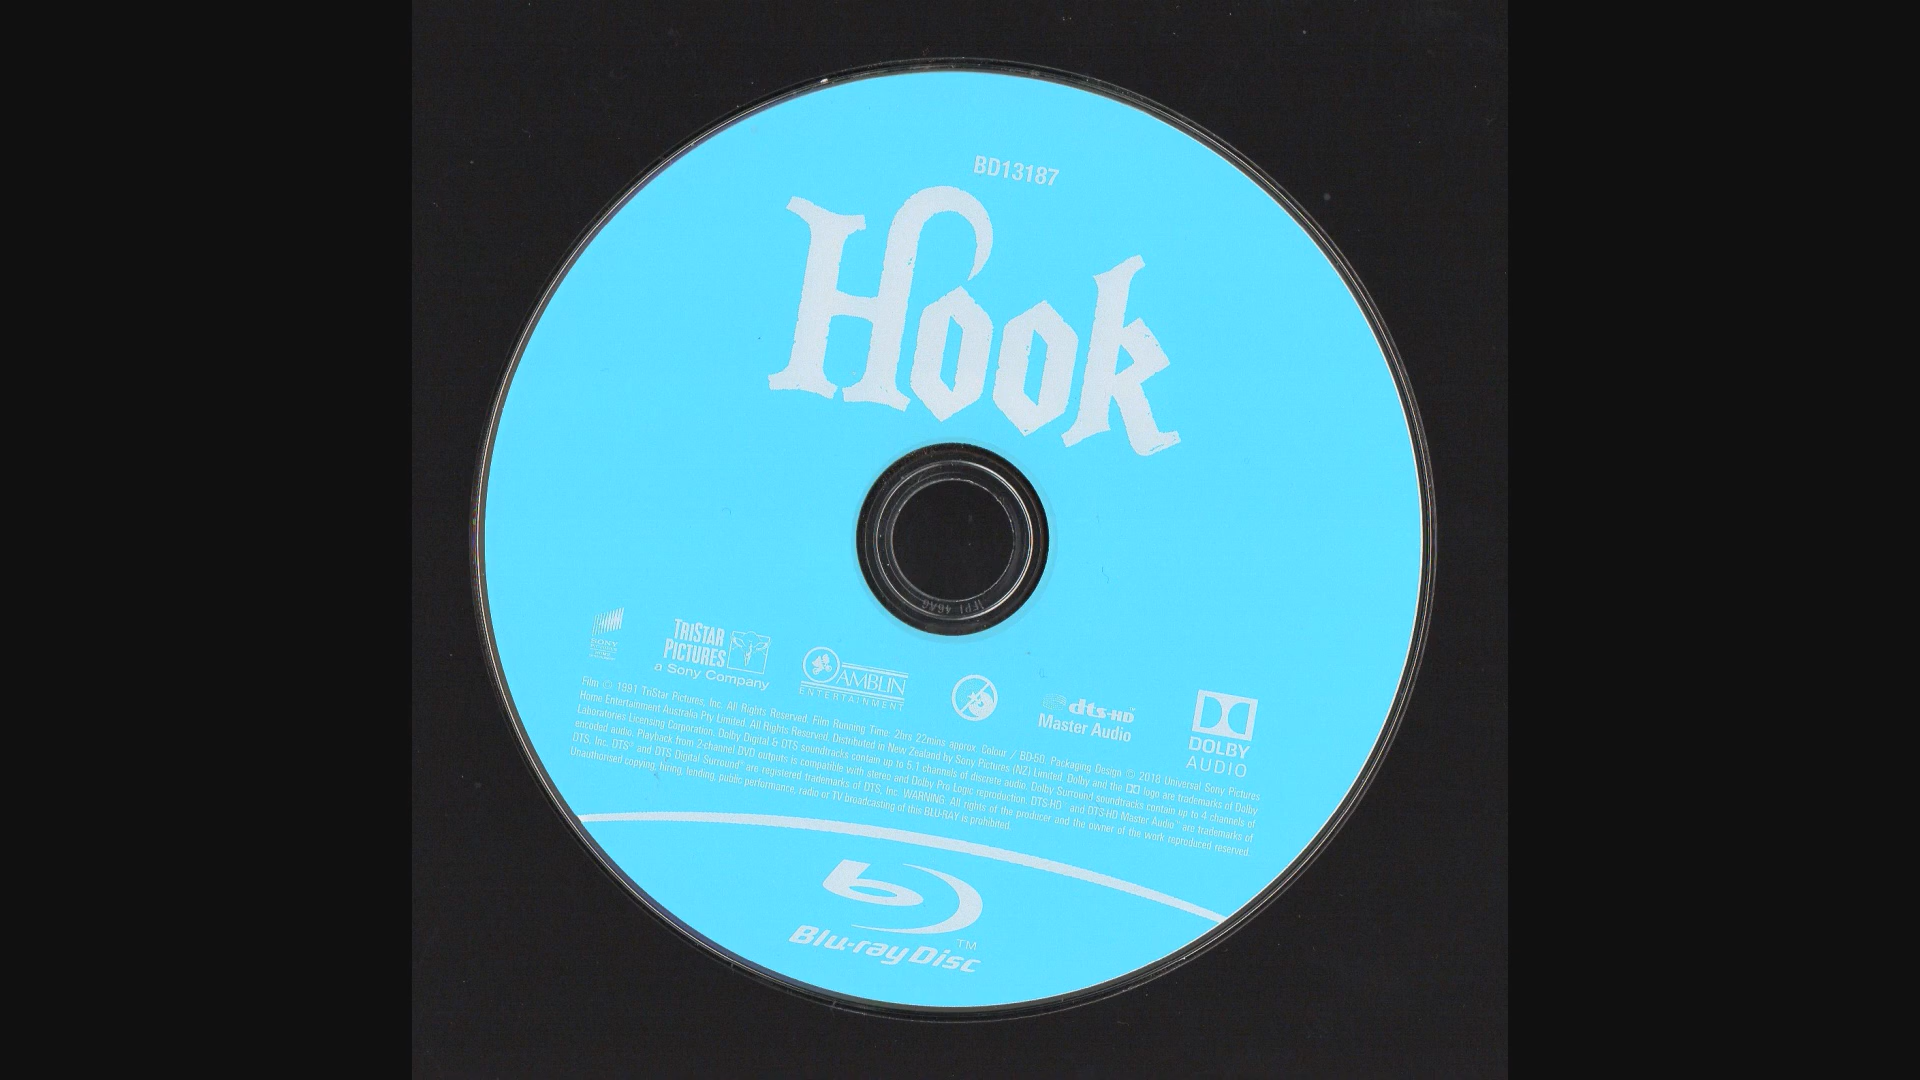 BD13187
Hook
IFPI 46A6
SONY
TRISTAR
PICTURES
a Sony Company
AMBLIN
ENTERTAINMENT
dts-HD
Master Audio
DOLBY
AUDIO
Film © 1991 TriStar Pictures, Inc. All Rights Reserved. Film Running Time: 2hrs 22mins approx. Colour / BD-50. Packaging Design © 2018 Universal Sony Pictures
Home Entertainment Australia Pty Limited. All Rights Reserved. Distributed in New Zealand by Sony Pictures (NZ) Limited. Dolby and the logo are trademarks of Dolby
Laboratories Licensing Corporation. Dolby Digital & DTS soundtracks contain up to 5.1 channels of discrete audio. Dolby Surround soundtracks contain up to 4 channels of
encoded audio. Playback from 2-channel DVD outputs is compatible with stereo and Dolby Pro Logic reproduction. DTS-HD™ and DTS-HD Master Audio™ are trademarks of
DTS, Inc. DTS® and DTS Digital Surround® are registered trademarks of DTS, Inc. WARNING: All rights of the producer and the owner of the work reproduced reserved.
Unauthorised copying, hiring, lending, public performance, radio or TV broadcasting of this BLU-RAY is prohibited.
Blu-ray Disc
TM